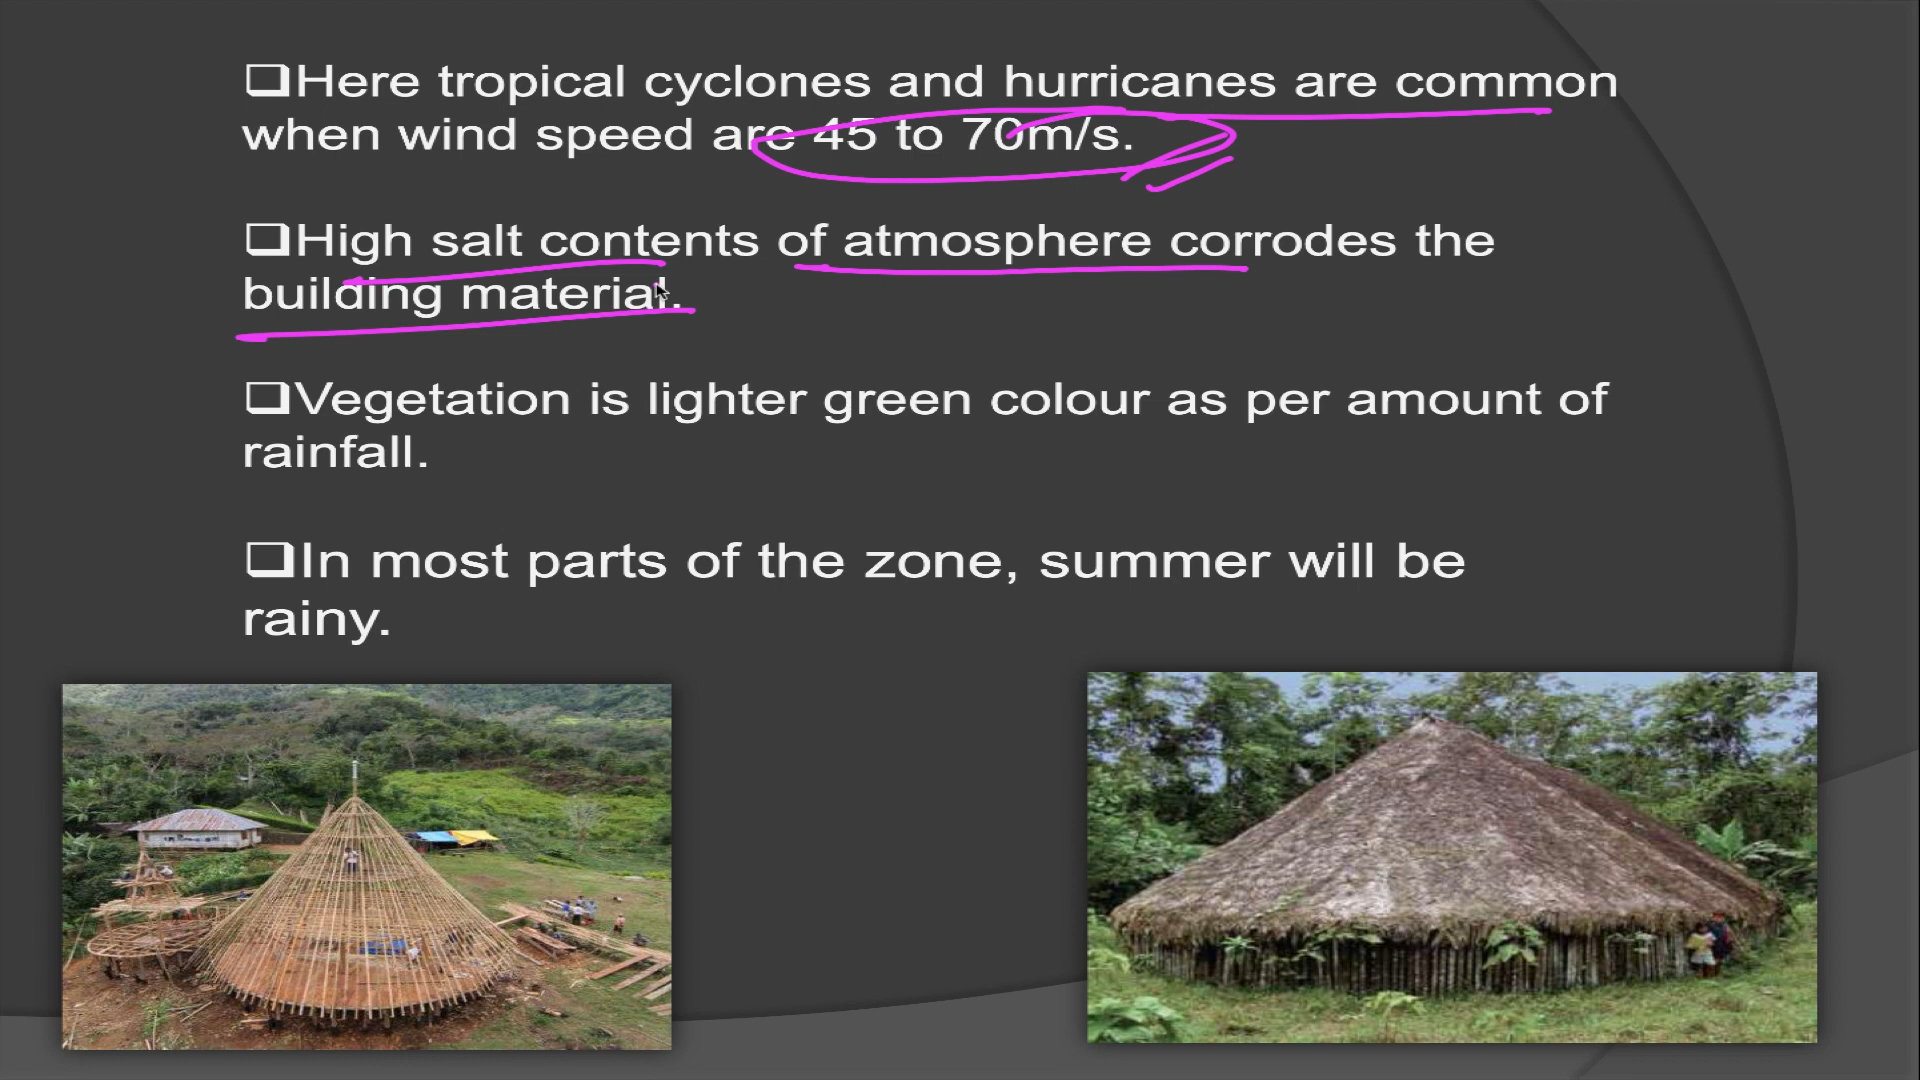 ❑Here tropical cyclones and hurricanes are common
when wind speed are 45 to 70m/s.
❑High salt contents of atmosphere corrodes the
building material.
❑Vegetation is lighter green colour as per amount of
rainfall.
❑In most parts of the zone, summer will be
rainy.